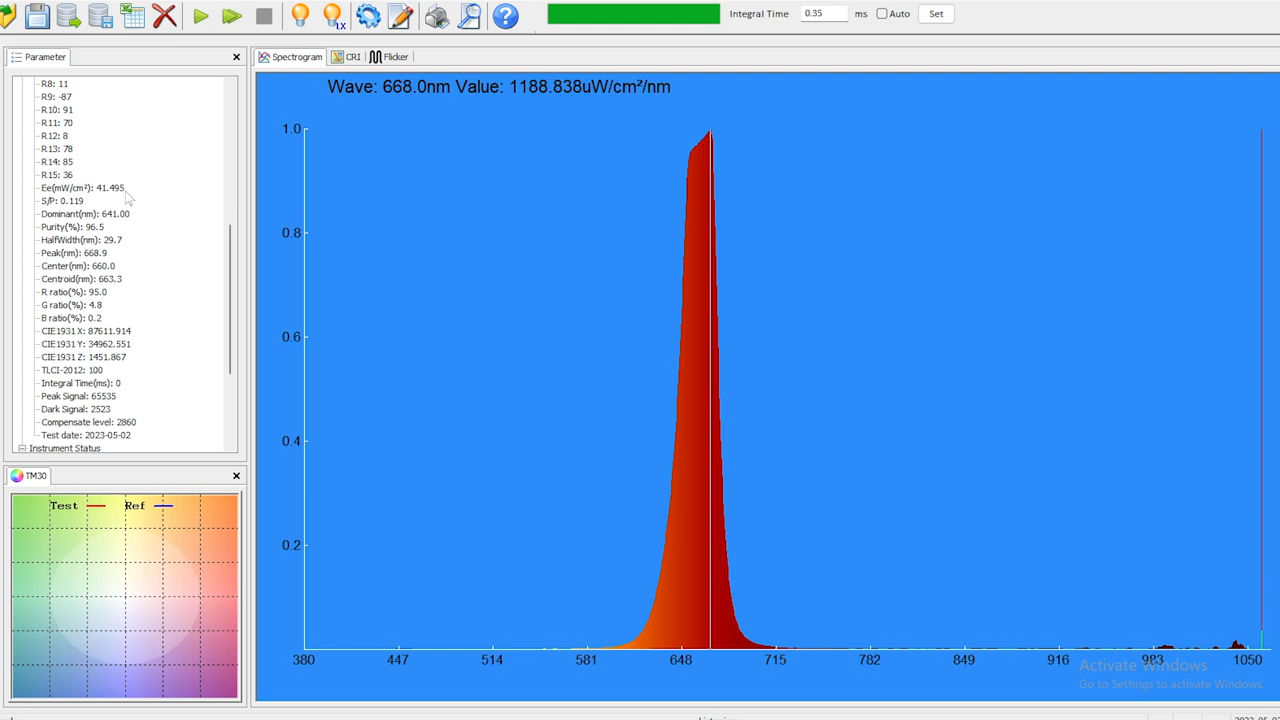 Integral Time 0.35 ms Auto Set
Parameter
Spectrogram CRI Flicker
R8: 11
R9: -87
R10: 91
R11: 70
R12: 8
R13: 78
R14: 85
R15: 36
Ee(mW/cm²): 41.495
S/P: 0.119
Dominant(nm): 641.00
Purity(%): 96.5
HalfWidth(nm): 29.7
Peak(nm): 668.9
Center(nm): 660.0
Centroid(nm): 663.3
R ratio(%): 95.0
G ratio(%): 4.8
B ratio(%): 0.2
CIE1931 X: 87611.914
CIE1931 Y: 34962.551
CIE1931 Z: 1451.867
TLCI-2012: 100
Integral Time(ms): 0
Peak Signal: 65535
Dark Signal: 2523
Compensate level: 2860
Test date: 2023-05-02
Instrument Status
TM30
Test Ref
Wave: 668.0nm Value: 1188.838uW/cm²/nm
1.0
0.8
0.6
0.4
0.2
380 447 514 581 648 715 782 849 916 983 1050
Activate Windows
Go to Settings to activate Windows.